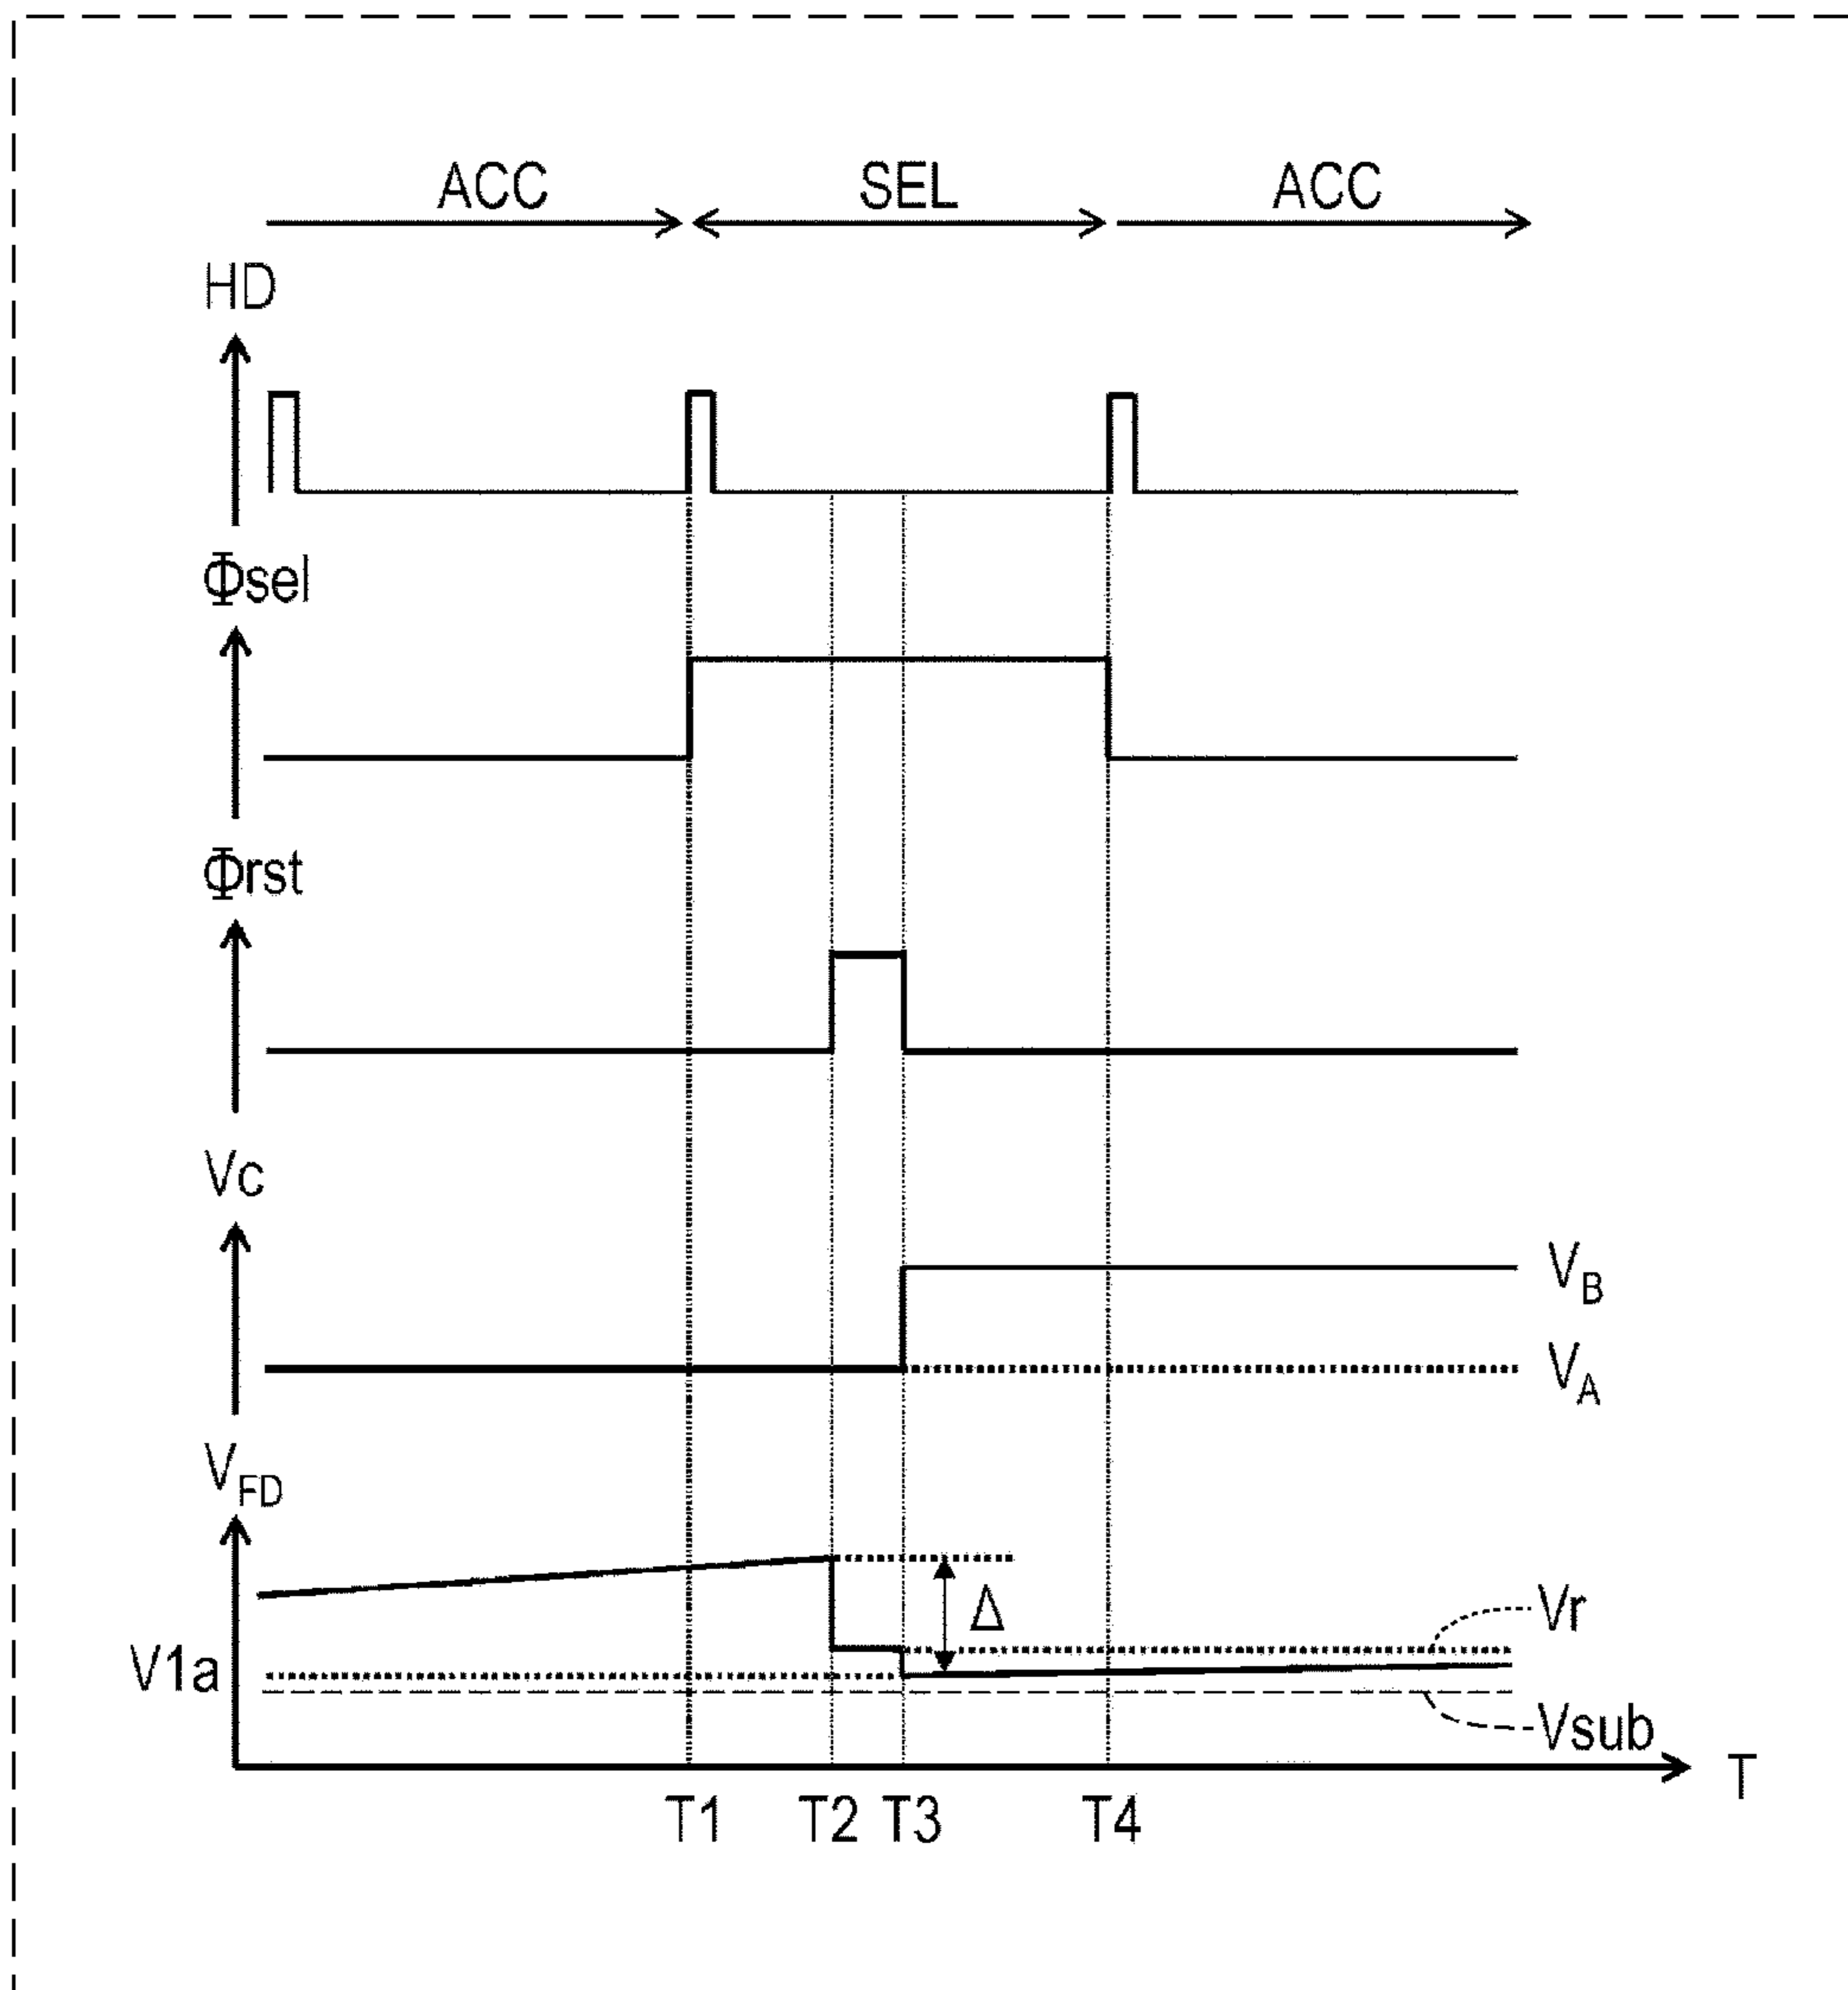 ACC SEL ACC
HD
Φsel
Φrst
Vc
VB
VA
VFD
Δ
Vr
V1a
Vsub
T
T1 T2 T3 T4